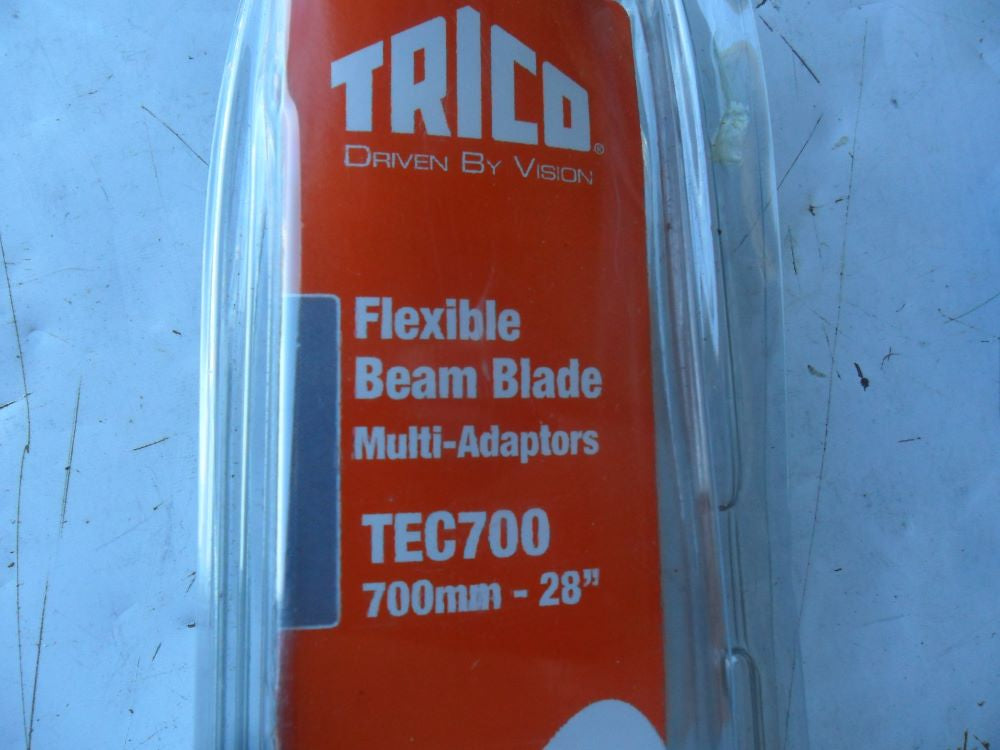 TRICO®
DRIVEN BY VISION
Flexible
Beam Blade
Multi-Adaptors
TEC700
700mm - 28”